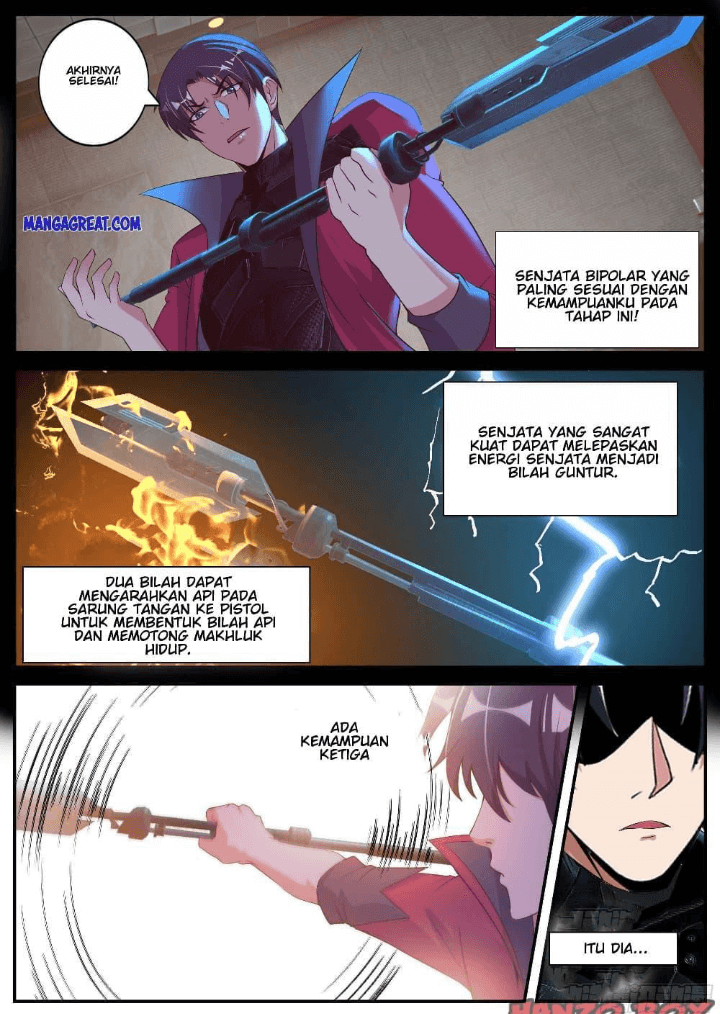 AKHIRNYA
SELESAI!
MANGAGREAT.COM
SENJATA BIPOLAR YANG
PALING SESUAI DENGAN
KEMAMPUANKU PADA
TAHAP INI!
SENJATA YANG SANGAT
KUAT DAPAT MELEPASKAN
ENERGI SENJATA MENJADI
BILAH GUNTUR.
DUA BILAH DAPAT
MENGARAHKAN API PADA
SARUNG TANGAN KE PISTOL
UNTUK MEMBENTUK BILAH API
DAN MEMOTONG MAKHLUK
HIDUP.
ADA
KEMAMPUAN
KETIGA
ITU DIA...
HANZO BOY